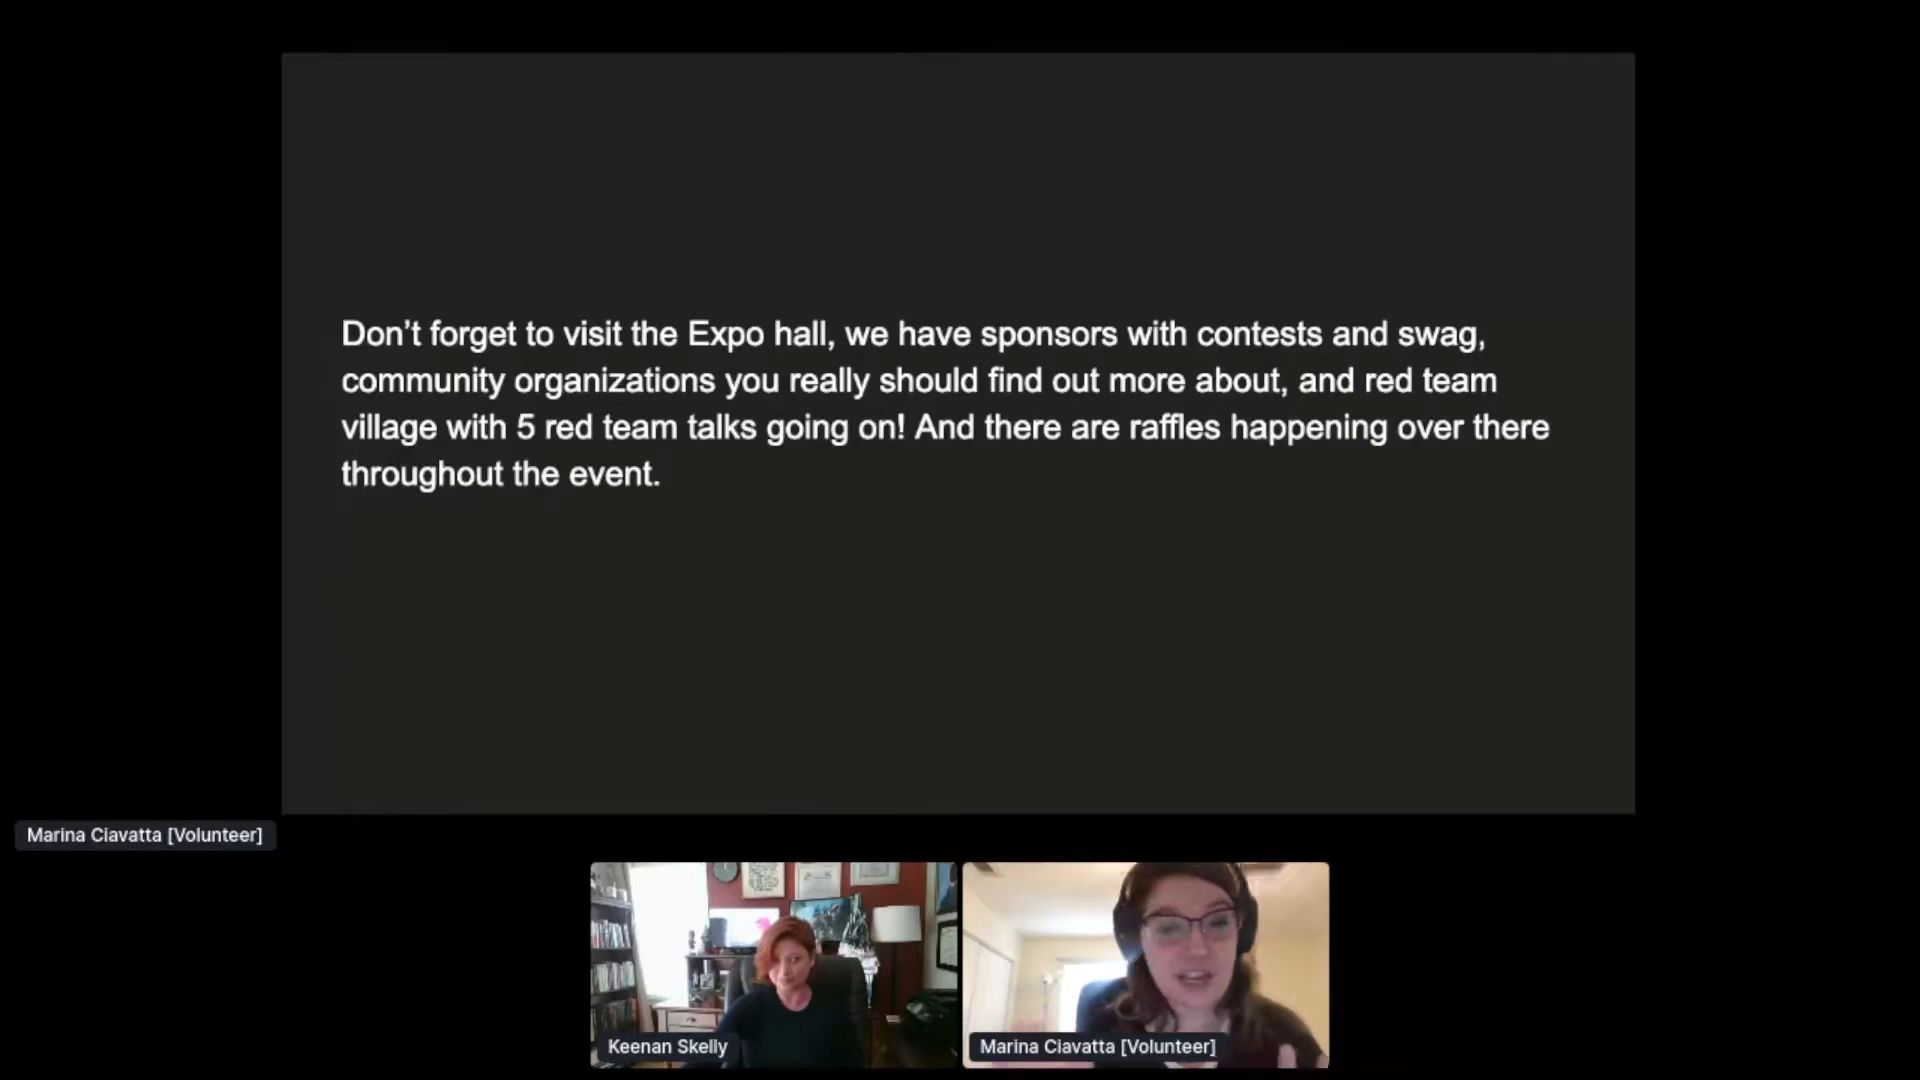 Don’t forget to visit the Expo hall, we have sponsors with contests and swag,
community organizations you really should find out more about, and red team
village with 5 red team talks going on! And there are raffles happening over there
throughout the event.
Marina Ciavatta [Volunteer]
Keenan Skelly
Marina Ciavatta [Volunteer]